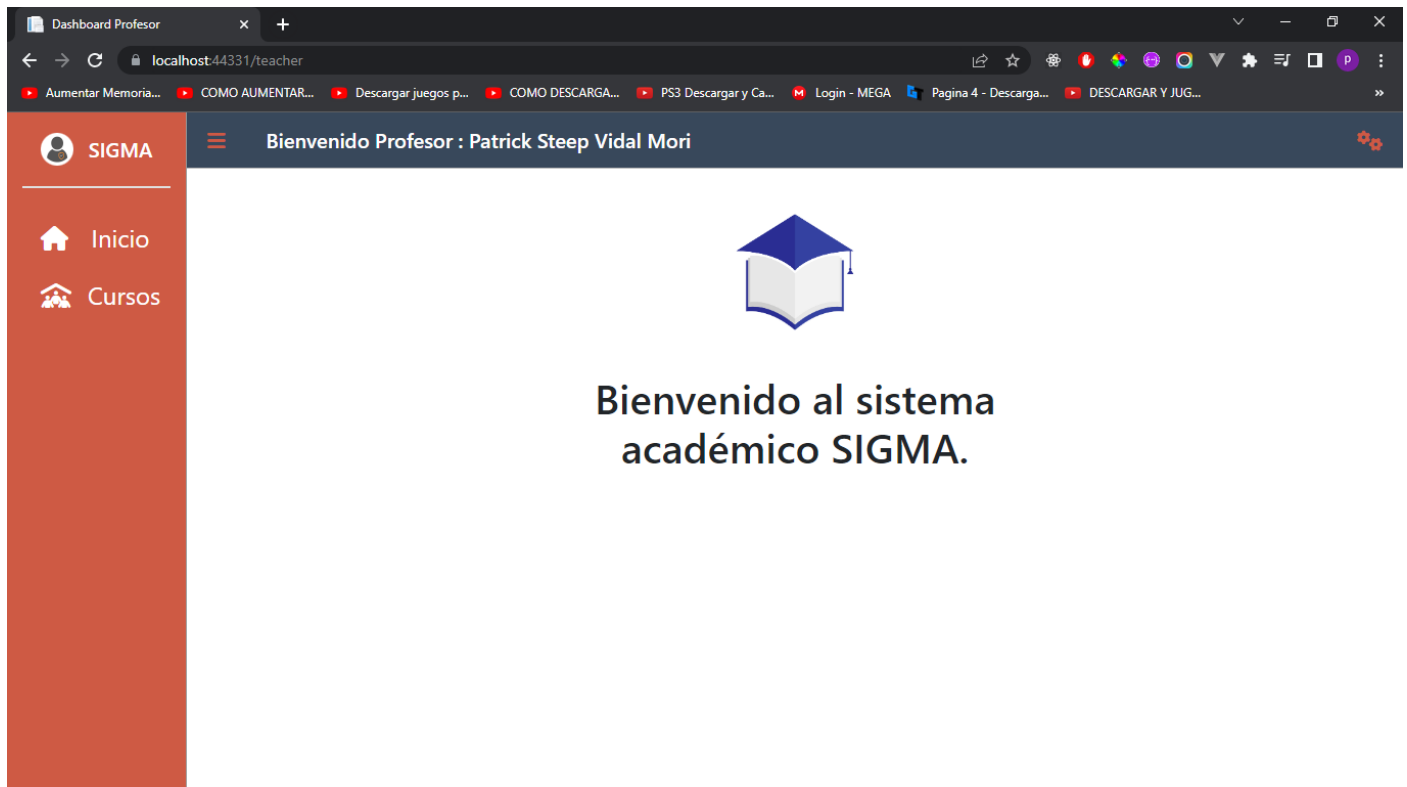 Dashboard Profesor
localhost:44331/teacher
P
Aumentar Memoria... COMO AUMENTAR... Descargar juegos p... COMO DESCARGA... PS3 Descargar y Ca... Login - MEGA Pagina 4 - Descarga... DESCARGAR Y JUG... »
SIGMA
Bienvenido Profesor : Patrick Steep Vidal Mori
Inicio
Cursos
Bienvenido al sistema
académico SIGMA.